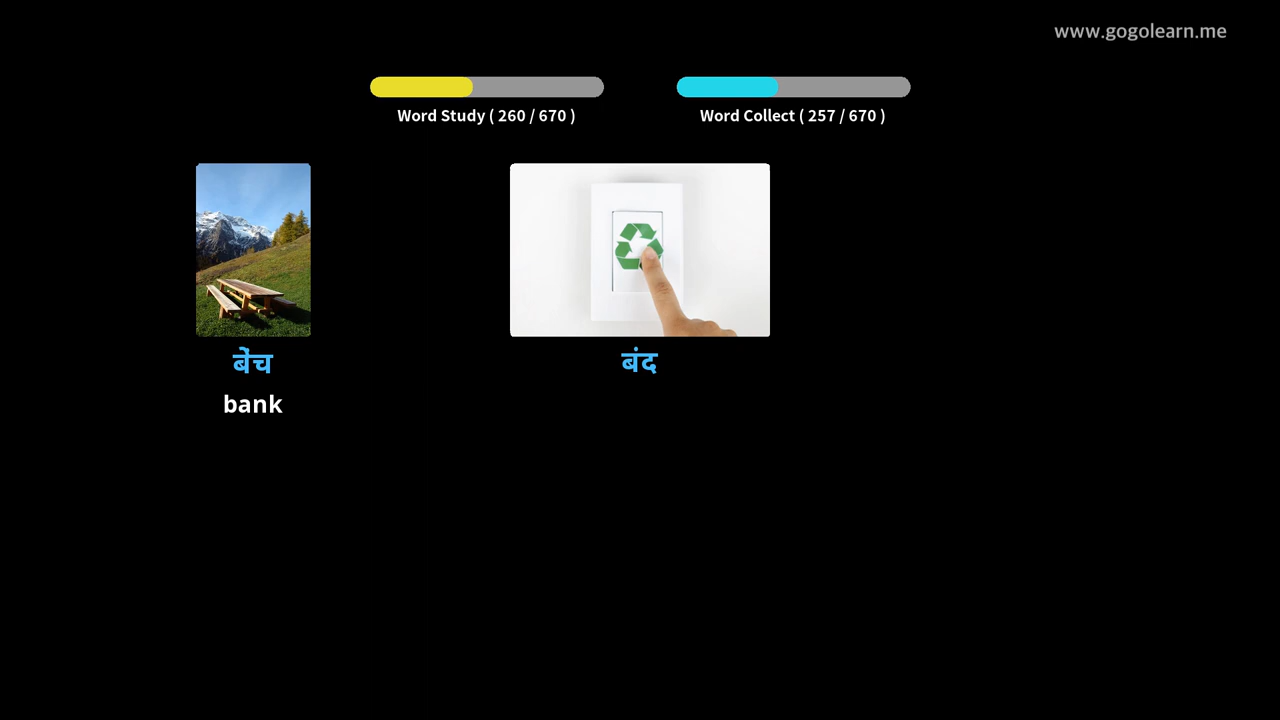 www.gogolearn.me
Word Study ( 260 / 670 )
Word Collect ( 257 / 670 )
बेंच
bank
बंद